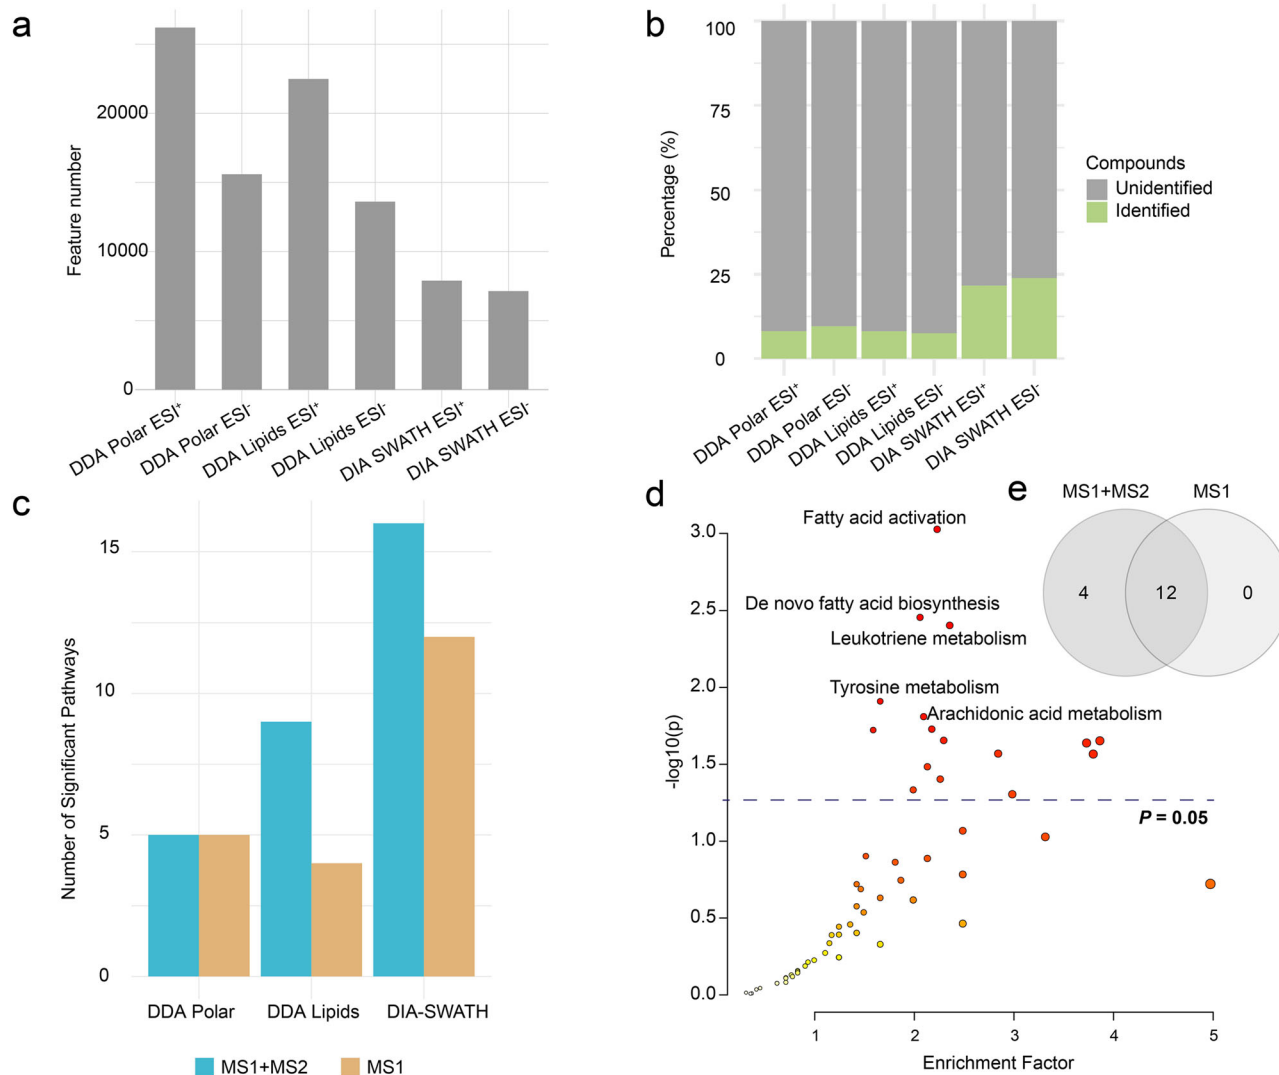 a
20000
10000
0
Feature number
DDA Polar ESI⁺
DDA Polar ESI⁻
DDA Lipids ESI⁺
DDA Lipids ESI⁻
DIA SWATH ESI⁺
DIA SWATH ESI⁻
b
100
75
50
25
0
Percentage (%)
DDA Polar ESI⁺
DDA Polar ESI⁻
DDA Lipids ESI⁺
DDA Lipids ESI⁻
DIA SWATH ESI⁺
DIA SWATH ESI⁻
Compounds
Unidentified
Identified
c
15
10
5
0
Number of Significant Pathways
DDA Polar
DDA Lipids
DIA-SWATH
MS1+MS2
MS1
d
3.0
2.5
2.0
1.5
1.0
0.5
0.0
-log10(p)
Fatty acid activation
De novo fatty acid biosynthesis
Leukotriene metabolism
Tyrosine metabolism
Arachidonic acid metabolism
P = 0.05
1
2
3
4
5
Enrichment Factor
e
MS1+MS2
MS1
4
12
0